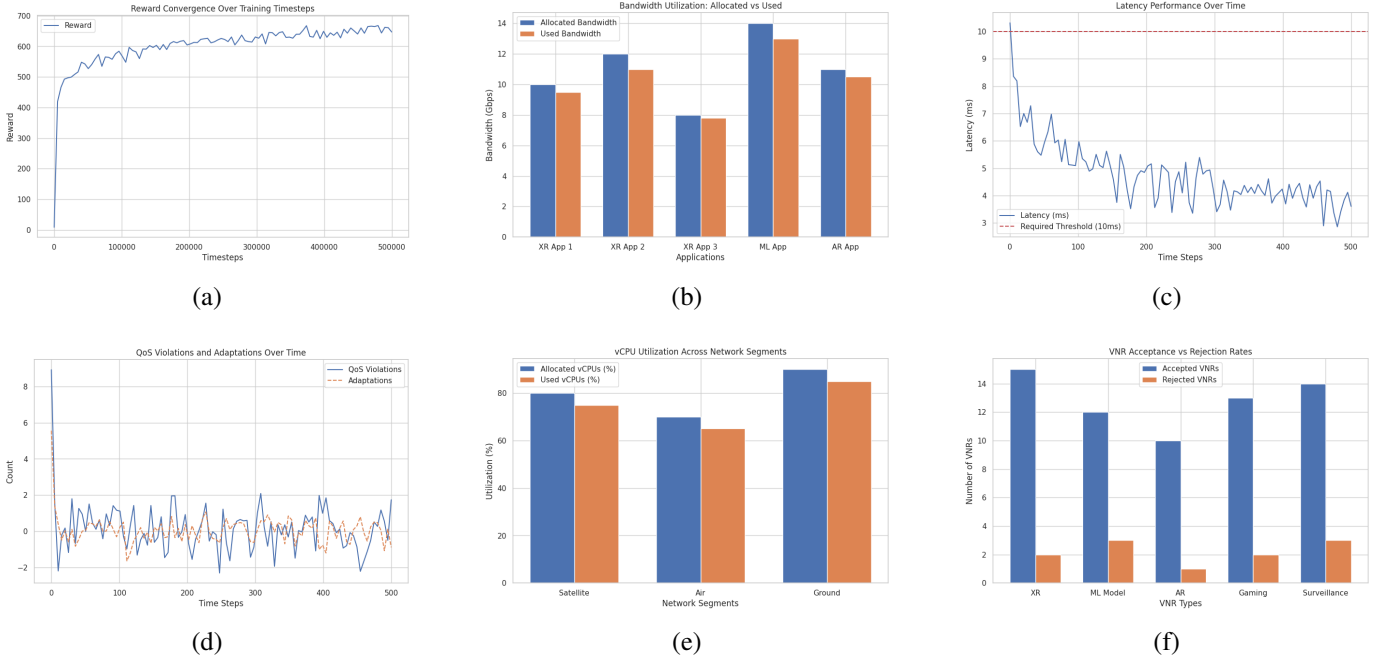 Reward Convergence Over Training Timesteps
700
600
500
400
300
200
100
0
Reward
Reward
0
100000
200000
300000
400000
500000
Timesteps
(a)
Bandwidth Utilization: Allocated vs Used
14
12
10
8
6
4
2
0
Bandwidth (Gbps)
Allocated Bandwidth
Used Bandwidth
XR App 1
XR App 2
XR App 3
ML App
AR App
Applications
(b)
Latency Performance Over Time
10
9
8
7
6
5
4
3
Latency (ms)
Latency (ms)
Required Threshold (10ms)
0
100
200
300
400
500
Time Steps
(c)
QoS Violations and Adaptations Over Time
8
6
4
2
0
−2
Count
QoS Violations
Adaptations
0
100
200
300
400
500
Time Steps
(d)
vCPU Utilization Across Network Segments
80
60
40
20
0
Utilization (%)
Allocated vCPUs (%)
Used vCPUs (%)
Satellite
Air
Ground
Network Segments
(e)
VNR Acceptance vs Rejection Rates
14
12
10
8
6
4
2
0
Number of VNRs
Accepted VNRs
Rejected VNRs
XR
ML Model
AR
Gaming
Surveillance
VNR Types
(f)